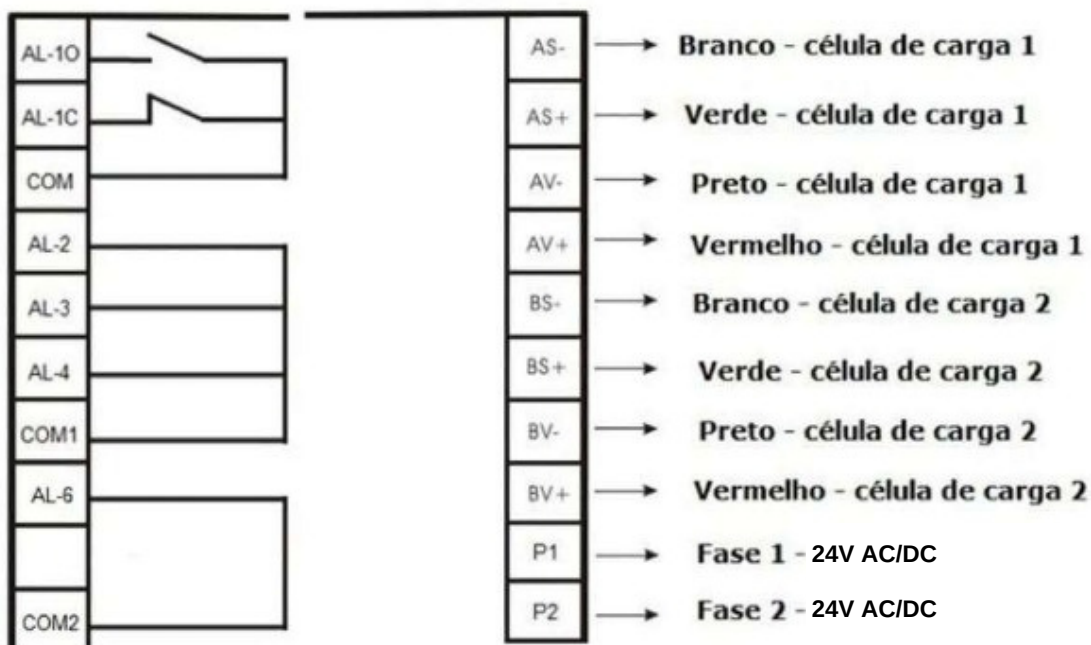 AL-1O
AL-1C
COM
AL-2
AL-3
AL-4
COM1
AL-6
COM2
AS- Branco - célula de carga 1
AS+ Verde - célula de carga 1
AV- Preto - célula de carga 1
AV+ Vermelho - célula de carga 1
BS- Branco - célula de carga 2
BS+ Verde - célula de carga 2
BV- Preto - célula de carga 2
BV+ Vermelho - célula de carga 2
P1 Fase 1 - 24V AC/DC
P2 Fase 2 - 24V AC/DC